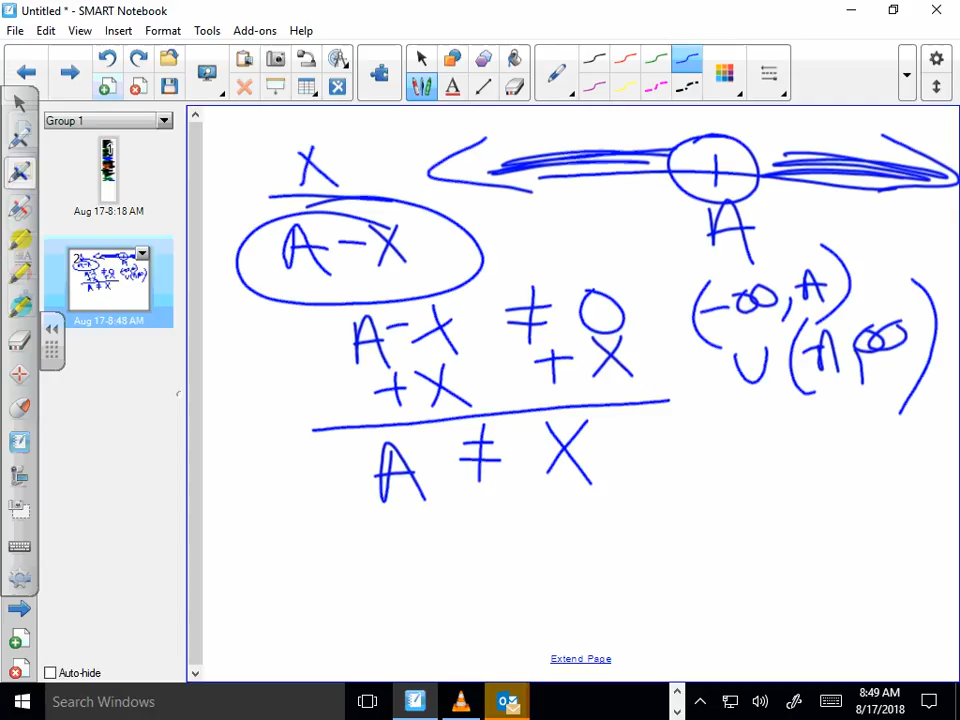 Untitled * - SMART Notebook
File Edit View Insert Format Tools Add-ons Help
Group 1
Aug 17-8:18 AM
2
Aug 17-8:48 AM
Auto-hide
X
A - X
A - X ≠ 0
+ X + X
A ≠ X
A
(-∞, A)
∪ (A, ∞)
Extend Page
Search Windows
8:49 AM
8/17/2018